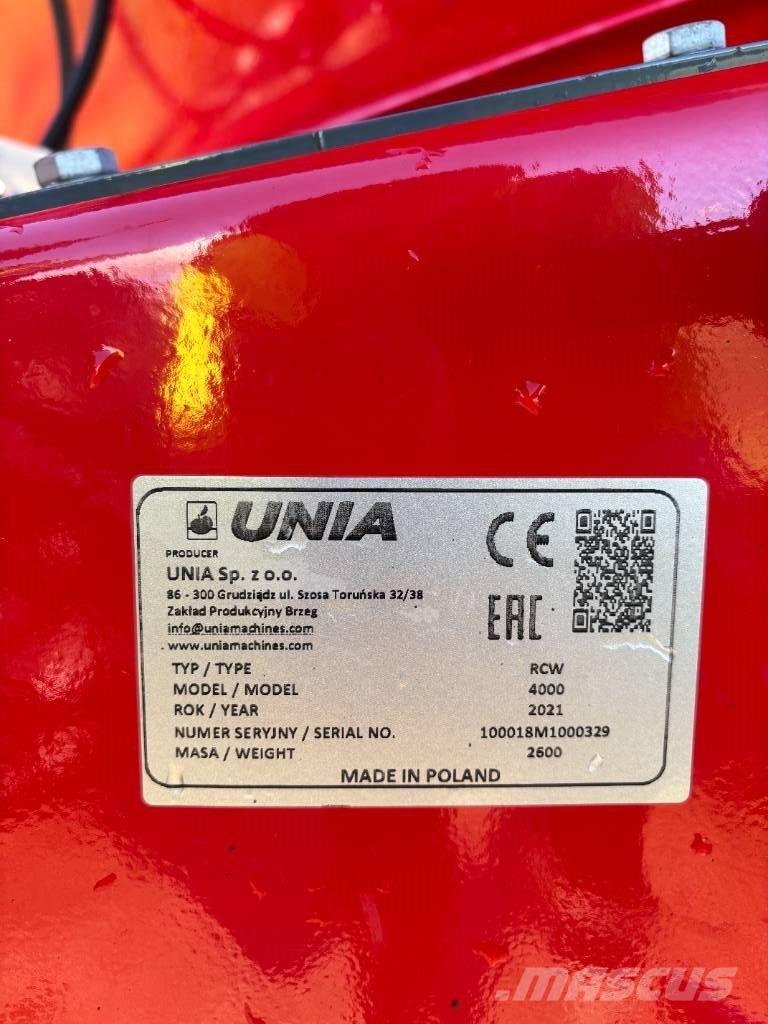 UNIA
CE
EAC
PRODUCER
UNIA Sp. z o.o.
86 - 300 Grudziądz ul. Szosa Toruńska 32/38
Zakład Produkcyjny Brzeg
info@uniamachines.com
www.uniamachines.com
TYP / TYPE RCW
MODEL / MODEL 4000
ROK / YEAR 2021
NUMER SERYJNY / SERIAL NO. 100018M1000329
MASA / WEIGHT 2600
MADE IN POLAND
MASCUS